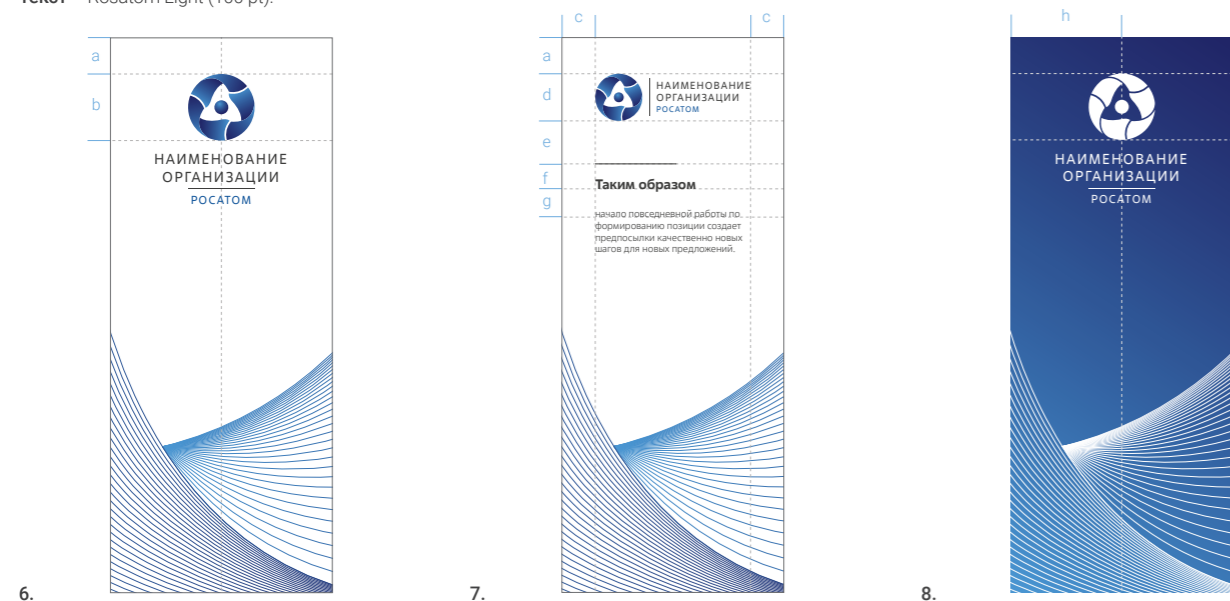 Текст – Rosatom Light (100 pt).
c c h
a
b
НАИМЕНОВАНИЕ
ОРГАНИЗАЦИИ
РОСАТОМ
6.
a
d
e
f
g
НАИМЕНОВАНИЕ
ОРГАНИЗАЦИИ
РОСАТОМ
Таким образом
начало повседневной работы по
формированию позиции создает
предпосылки качественно новых
шагов для новых предложений.
7.
НАИМЕНОВАНИЕ
ОРГАНИЗАЦИИ
РОСАТОМ
8.